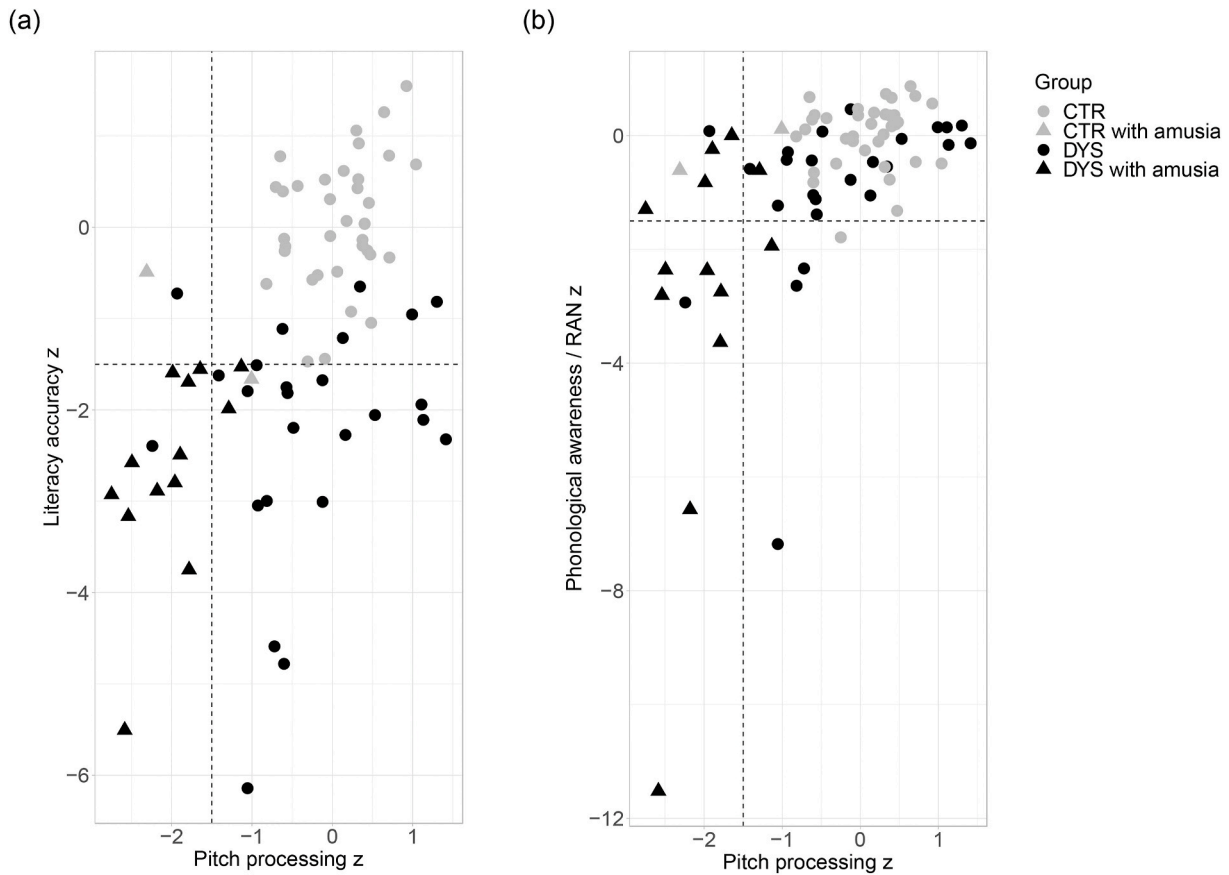 (a)
0
−2
−4
−6
Literacy accuracy z
−2
−1
0
1
Pitch processing z
(b)
0
−4
−8
−12
Phonological awareness / RAN z
−2
−1
0
1
Pitch processing z
Group
CTR
CTR with amusia
DYS
DYS with amusia